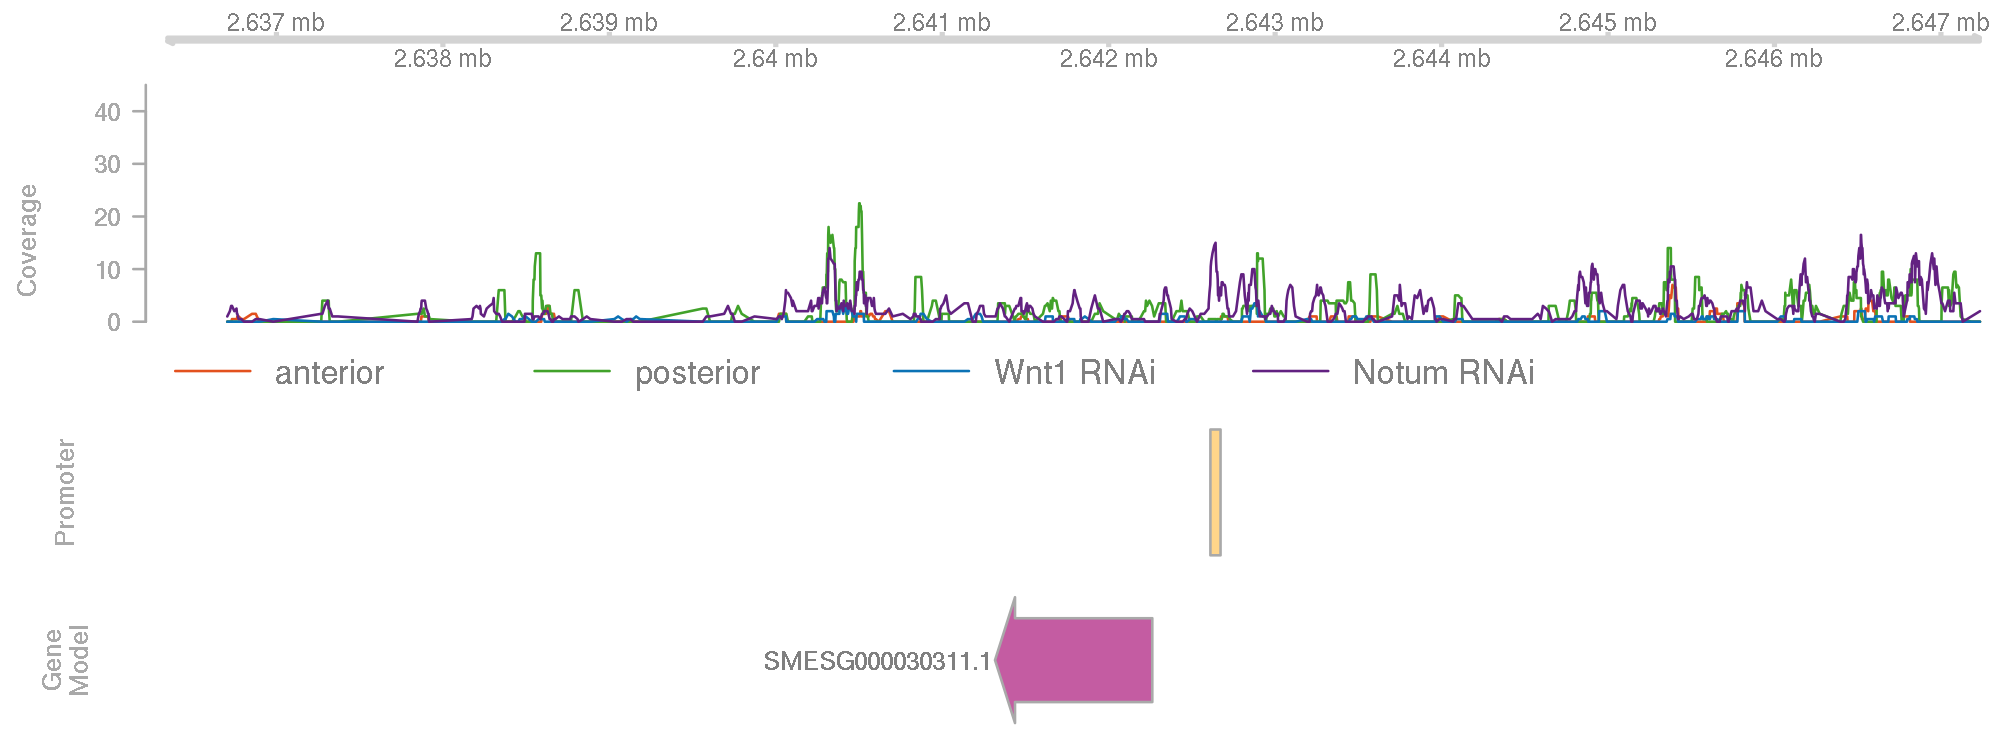 2.637 mb 2.639 mb 2.641 mb 2.643 mb 2.645 mb 2.647 mb
2.638 mb 2.64 mb 2.642 mb 2.644 mb 2.646 mb
40
30
20
10
0
Coverage
anterior posterior Wnt1 RNAi Notum RNAi
Promoter
Gene
Model
SMESG000030311.1